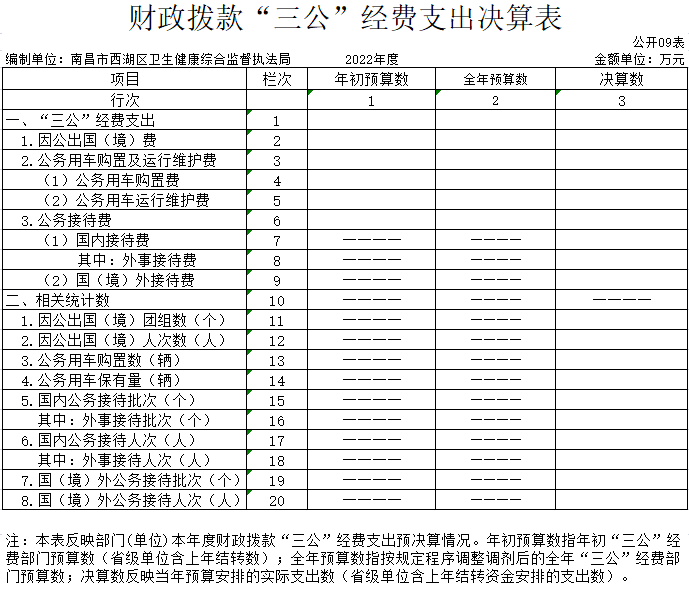 财政拨款“三公”经费支出决算表
公开09表
编制单位：南昌市西湖区卫生健康综合监督执法局 2022年度 金额单位：万元
项目 栏次 年初预算数 全年预算数 决算数
行次 1 2 3
一、“三公”经费支出 1
1.因公出国（境）费 2
2.公务用车购置及运行维护费 3
（1）公务用车购置费 4
（2）公务用车运行维护费 5
3.公务接待费 6
（1）国内接待费 7 ———— ————
其中：外事接待费 8 ———— ————
（2）国（境）外接待费 9 ———— ————
二、相关统计数 10 ———— ———— ————
1.因公出国（境）团组数（个） 11 ———— ————
2.因公出国（境）人次数（人） 12 ———— ————
3.公务用车购置数（辆） 13 ———— ————
4.公务用车保有量（辆） 14 ———— ————
5.国内公务接待批次（个） 15 ———— ————
其中：外事接待批次（个） 16 ———— ————
6.国内公务接待人次（人） 17 ———— ————
其中：外事接待人次（人） 18 ———— ————
7.国（境）外公务接待批次（个） 19 ———— ————
8.国（境）外公务接待人次（人） 20 ———— ————
注：本表反映部门(单位)本年度财政拨款“三公”经费支出预决算情况。年初预算数指年初“三公”经
费部门预算数（省级单位含上年结转数）；全年预算数指按规定程序调整调剂后的全年“三公”经费部
门预算数；决算数反映当年预算安排的实际支出数（省级单位含上年结转资金安排的支出数）。